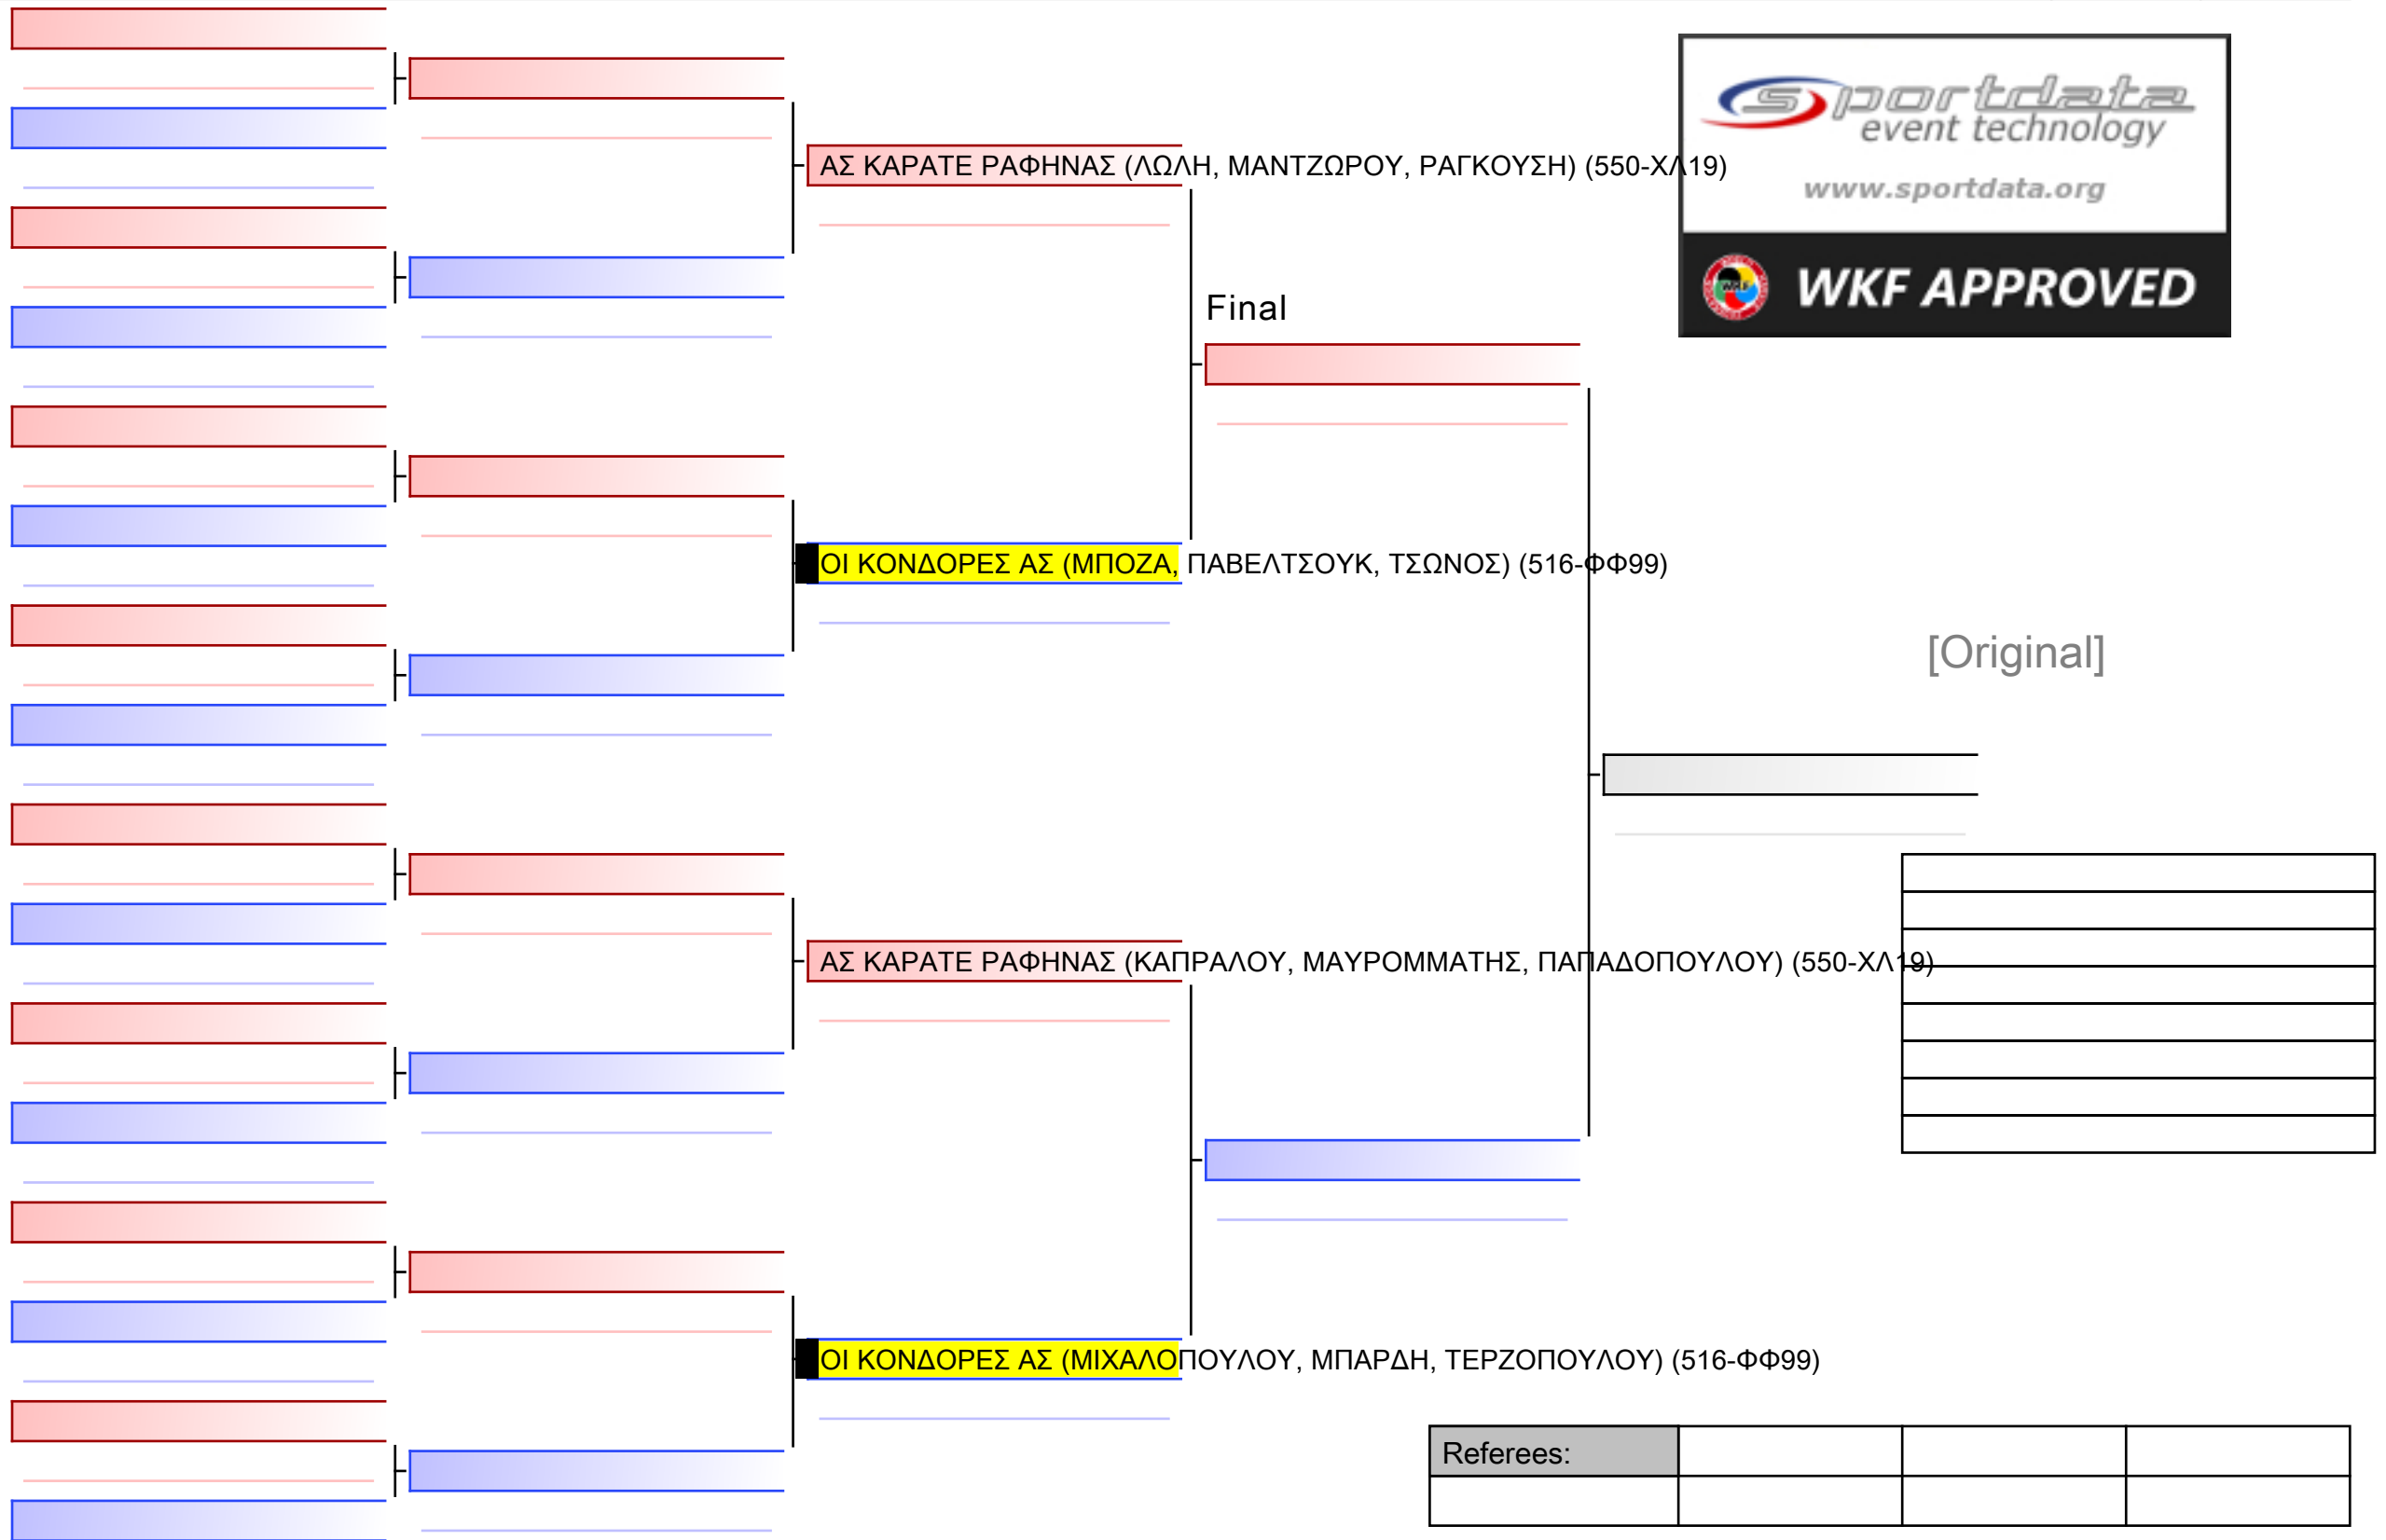 sportdata
event technology
www.sportdata.org
WKF APPROVED
ΑΣ ΚΑΡΑΤΕ ΡΑΦΗΝΑΣ (ΛΩΛΗ, ΜΑΝΤΖΩΡΟΥ, ΡΑΓΚΟΥΣΗ) (550-ΧΛ19)
Final
ΟΙ ΚΟΝΔΟΡΕΣ ΑΣ (ΜΠΟΖΑ, ΠΑΒΕΛΤΣΟΥΚ, ΤΣΩΝΟΣ) (516-ΦΦ99)
[Original]
ΑΣ ΚΑΡΑΤΕ ΡΑΦΗΝΑΣ (ΚΑΠΡΑΛΟΥ, ΜΑΥΡΟΜΜΑΤΗΣ, ΠΑΠΑΔΟΠΟΥΛΟΥ) (550-ΧΛ19)
ΟΙ ΚΟΝΔΟΡΕΣ ΑΣ (ΜΙΧΑΛΟΠΟΥΛΟΥ, ΜΠΑΡΔΗ, ΤΕΡΖΟΠΟΥΛΟΥ) (516-ΦΦ99)
Referees: